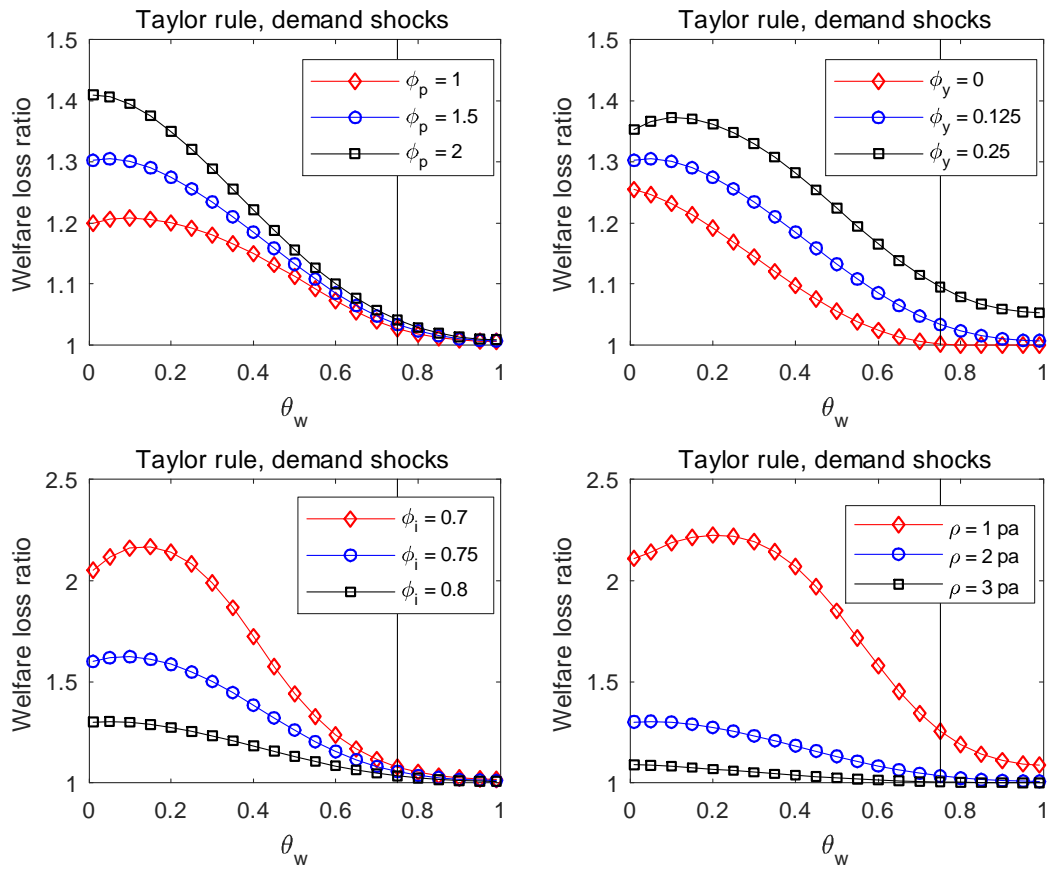 Taylor rule, demand shocks
Welfare loss ratio
1.5
1.4
1.3
1.2
1.1
1
0 0.2 0.4 0.6 0.8 1
θw
ϕp = 1
ϕp = 1.5
ϕp = 2
Taylor rule, demand shocks
Welfare loss ratio
1.5
1.4
1.3
1.2
1.1
1
0 0.2 0.4 0.6 0.8 1
θw
ϕy = 0
ϕy = 0.125
ϕy = 0.25
Taylor rule, demand shocks
Welfare loss ratio
2.5
2
1.5
1
0 0.2 0.4 0.6 0.8 1
θw
ϕi = 0.7
ϕi = 0.75
ϕi = 0.8
Taylor rule, demand shocks
Welfare loss ratio
2.5
2
1.5
1
0 0.2 0.4 0.6 0.8 1
θw
ρ = 1 pa
ρ = 2 pa
ρ = 3 pa